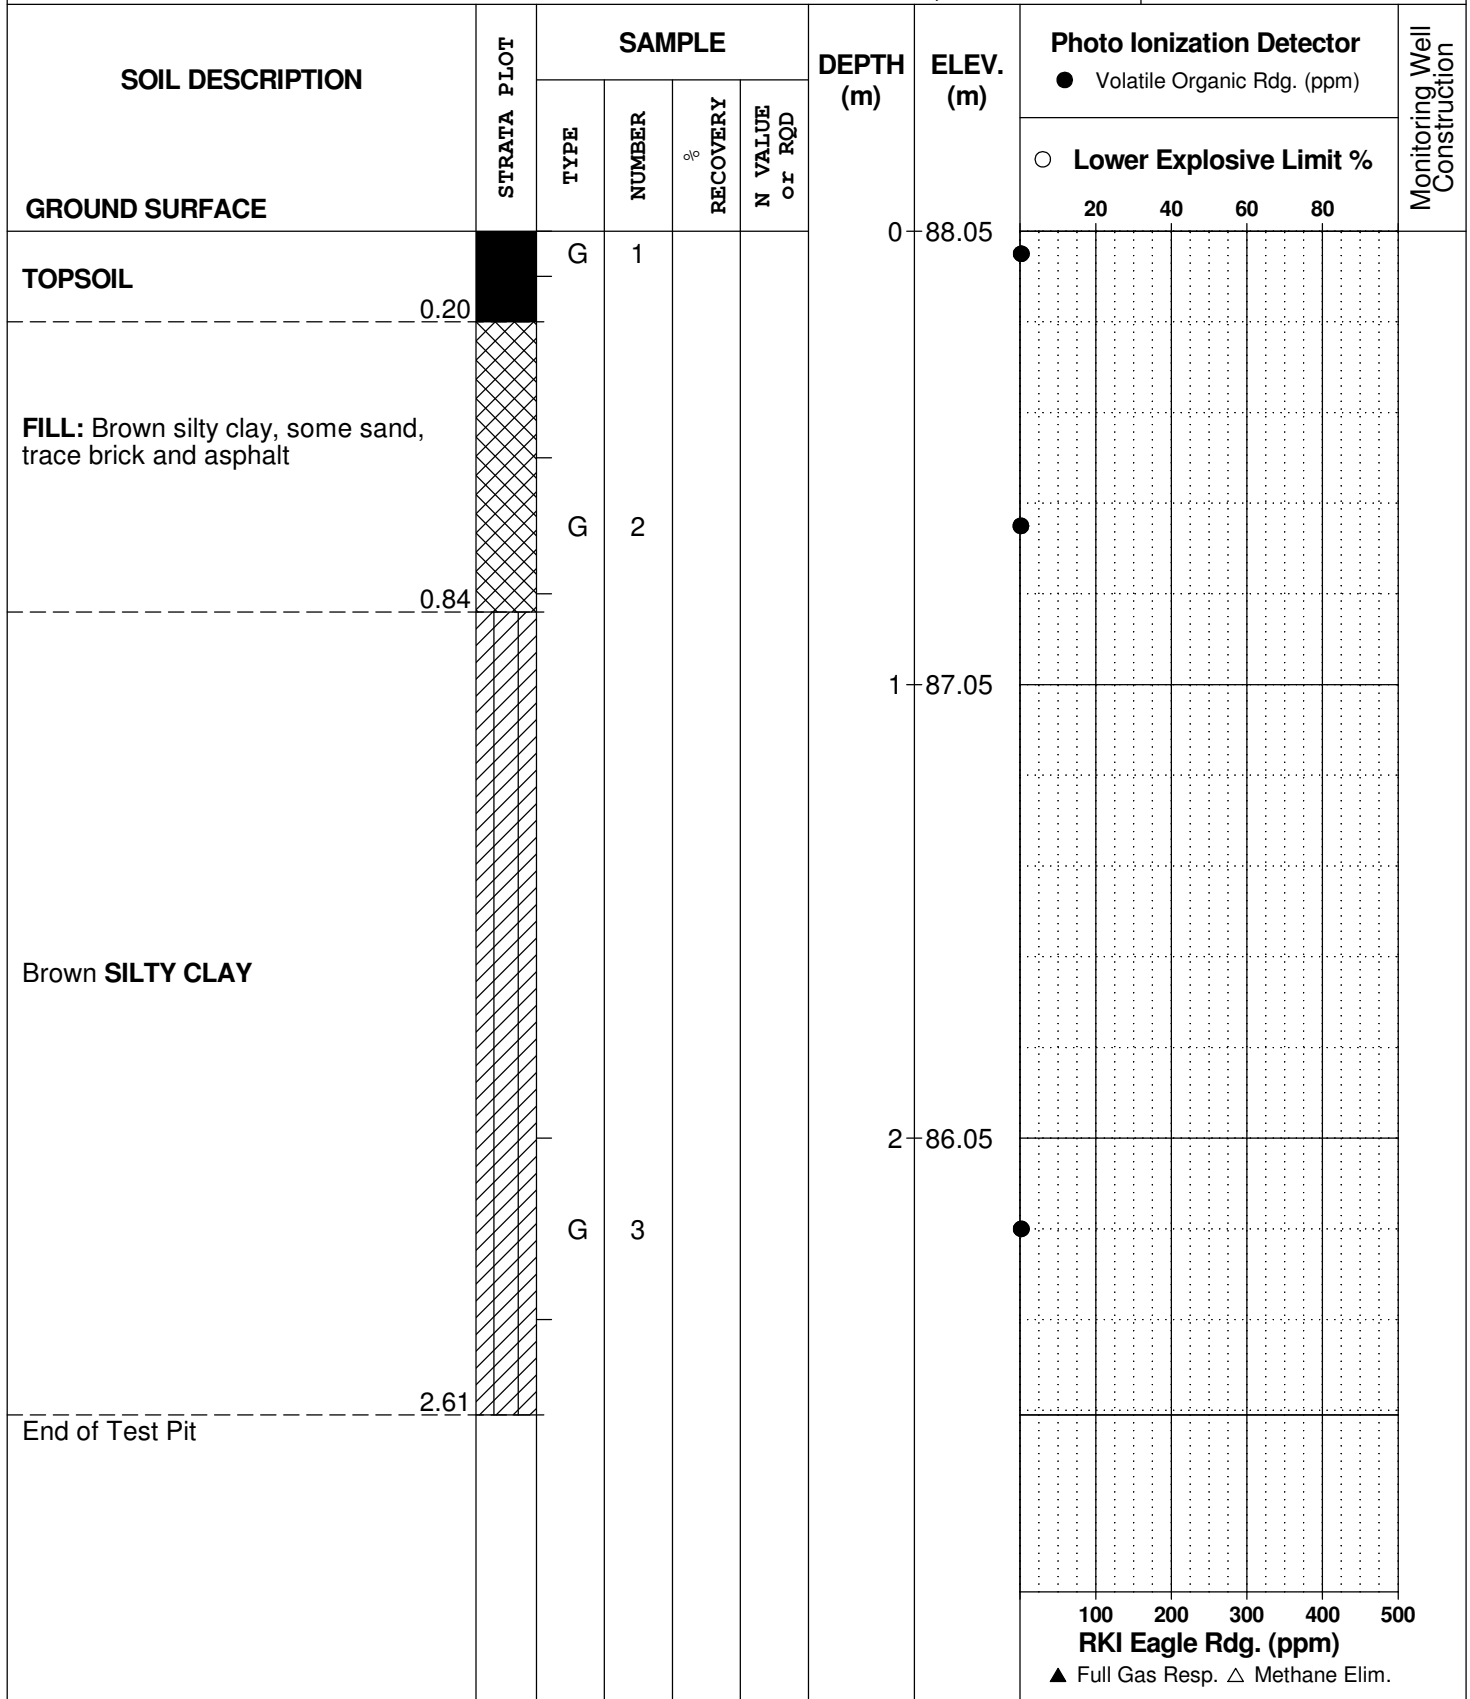 SOIL DESCRIPTION
GROUND SURFACE
STRATA PLOT
SAMPLE
TYPE
NUMBER
%
RECOVERY
N VALUE
or RQD
DEPTH
(m)
ELEV.
(m)
Photo Ionization Detector
● Volatile Organic Rdg. (ppm)
○ Lower Explosive Limit %
20 40 60 80
Monitoring Well
Construction
0 88.05
G 1
TOPSOIL
0.20
FILL: Brown silty clay, some sand,
trace brick and asphalt
G 2
0.84
1 87.05
Brown SILTY CLAY
2 86.05
G 3
2.61
End of Test Pit
100 200 300 400 500
RKI Eagle Rdg. (ppm)
▲ Full Gas Resp. △ Methane Elim.